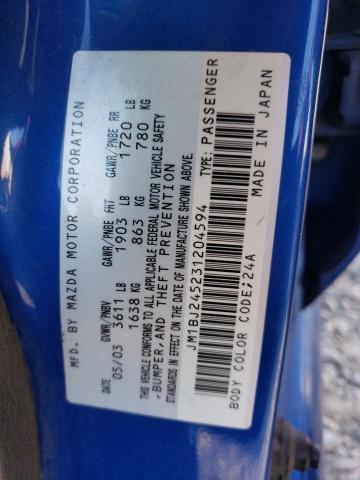 MFD. BY MAZDA MOTOR CORPORATION
DATE GVWR/PNBV GAWR/PNBE FRT GAWR/PNBE RR
05/03 3611 LB 1903 LB 1720 LB
1638 KG 863 KG 780 KG
THIS VEHICLE CONFORMS TO ALL APPLICABLE FEDERAL MOTOR VEHICLE SAFETY
,BUMPER,AND THEFT PREVENTION
STANDARDS IN EFFECT ON THE DATE OF MANUFACTURE SHOWN ABOVE.
JM1BJ245231204594 TYPE: PASSENGER
BODY COLOR CODE;24A MADE IN JAPAN